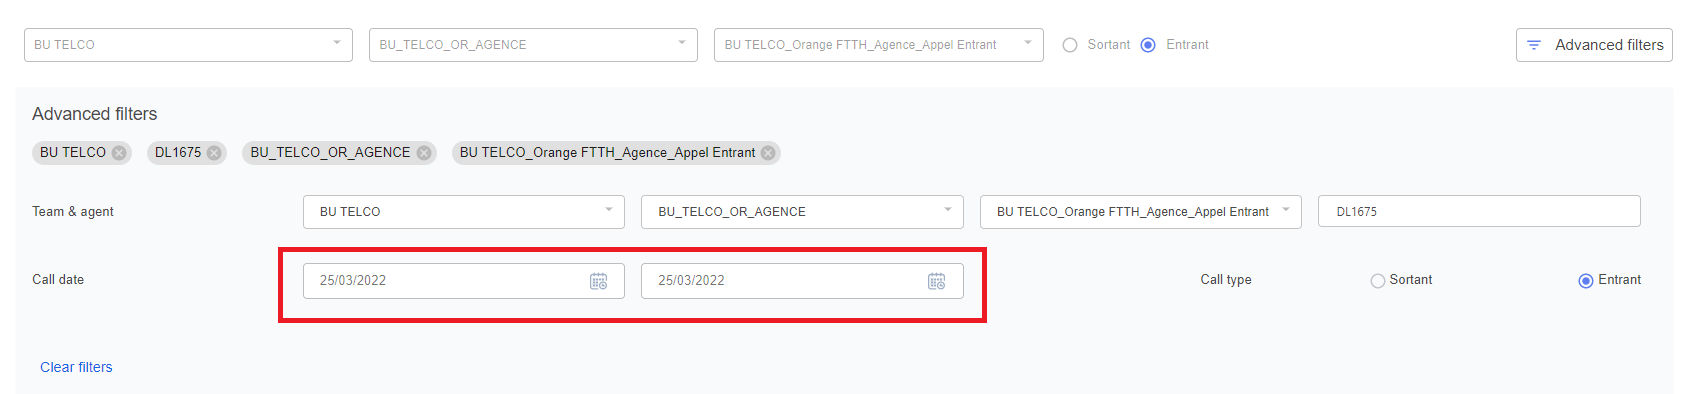 BU TELCO BU_TELCO_OR_AGENCE BU TELCO_Orange FTTH_Agence_Appel Entrant Sortant Entrant Advanced filters
Advanced filters
BU TELCO DL1675 BU_TELCO_OR_AGENCE BU TELCO_Orange FTTH_Agence_Appel Entrant
Team & agent BU TELCO BU_TELCO_OR_AGENCE BU TELCO_Orange FTTH_Agence_Appel Entrant DL1675
Call date 25/03/2022 25/03/2022 Call type Sortant Entrant
Clear filters